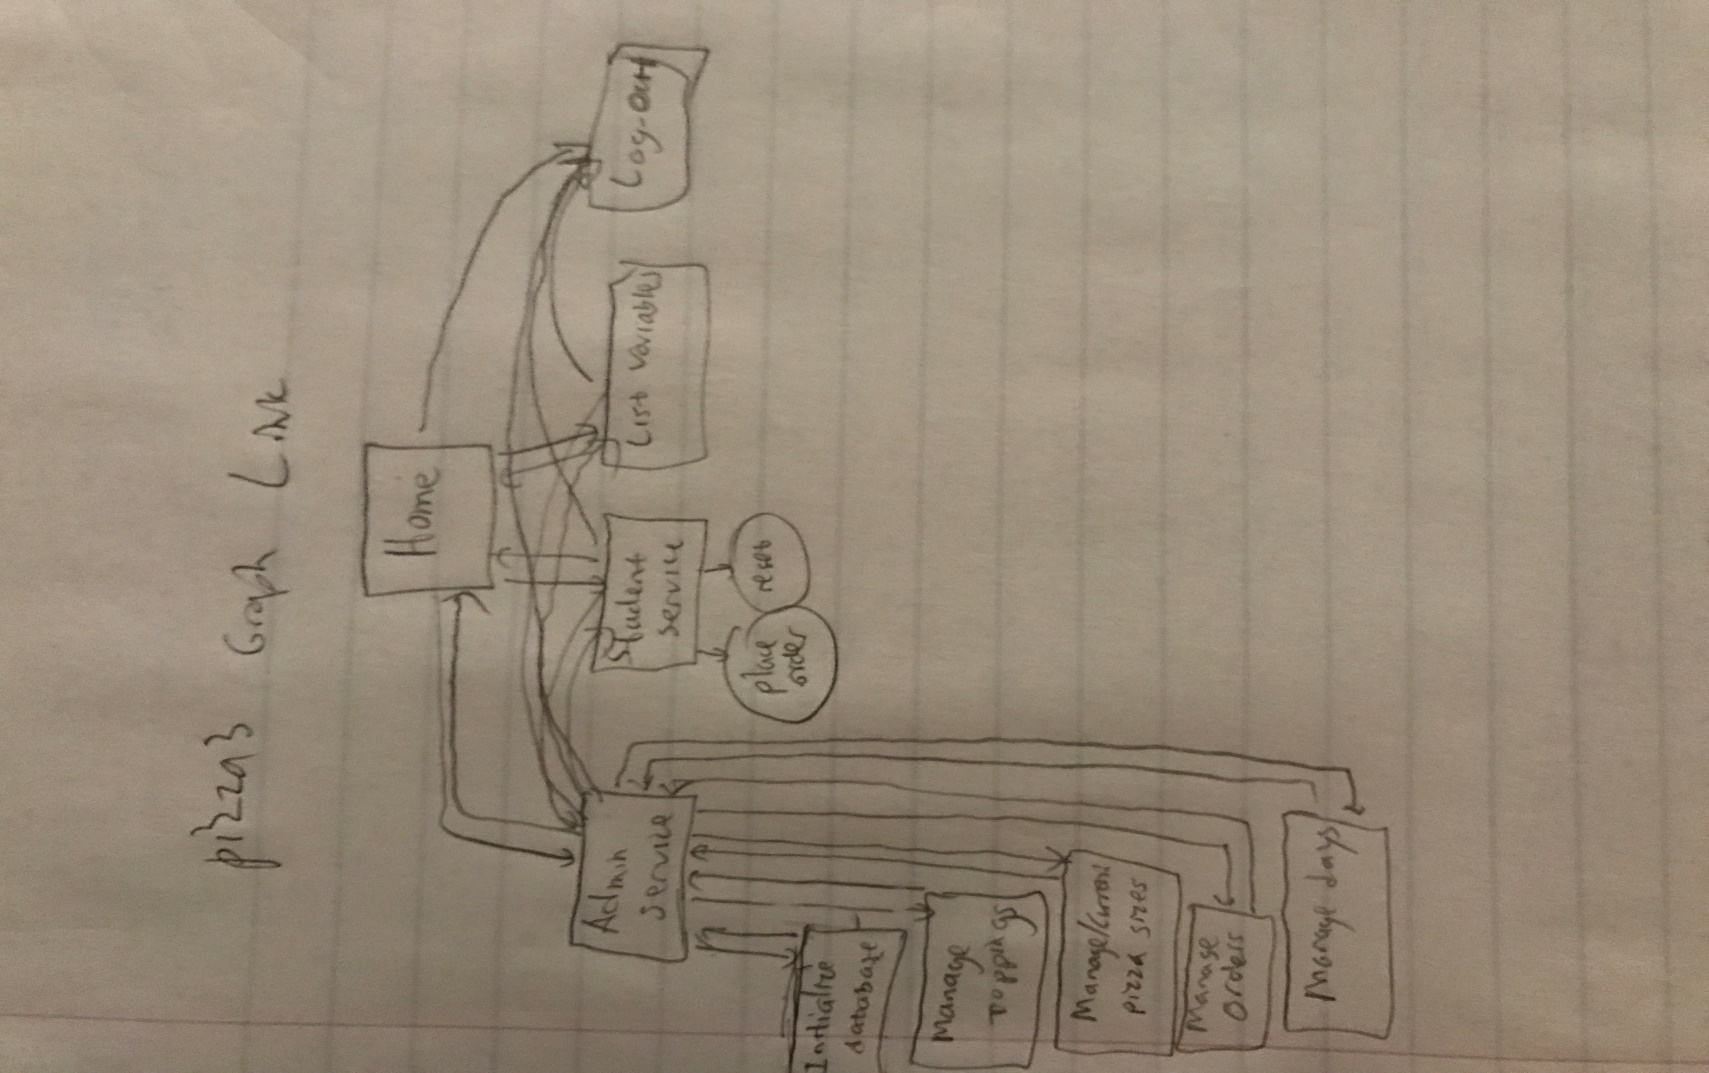 pizza3 Graph Link
Home
Admin
service
Student
service
List variables
Log-out
place
order
reset
Initialize
database
Manage
toppings
Manage/current
pizza sizes
Manage
Orders
Manage days